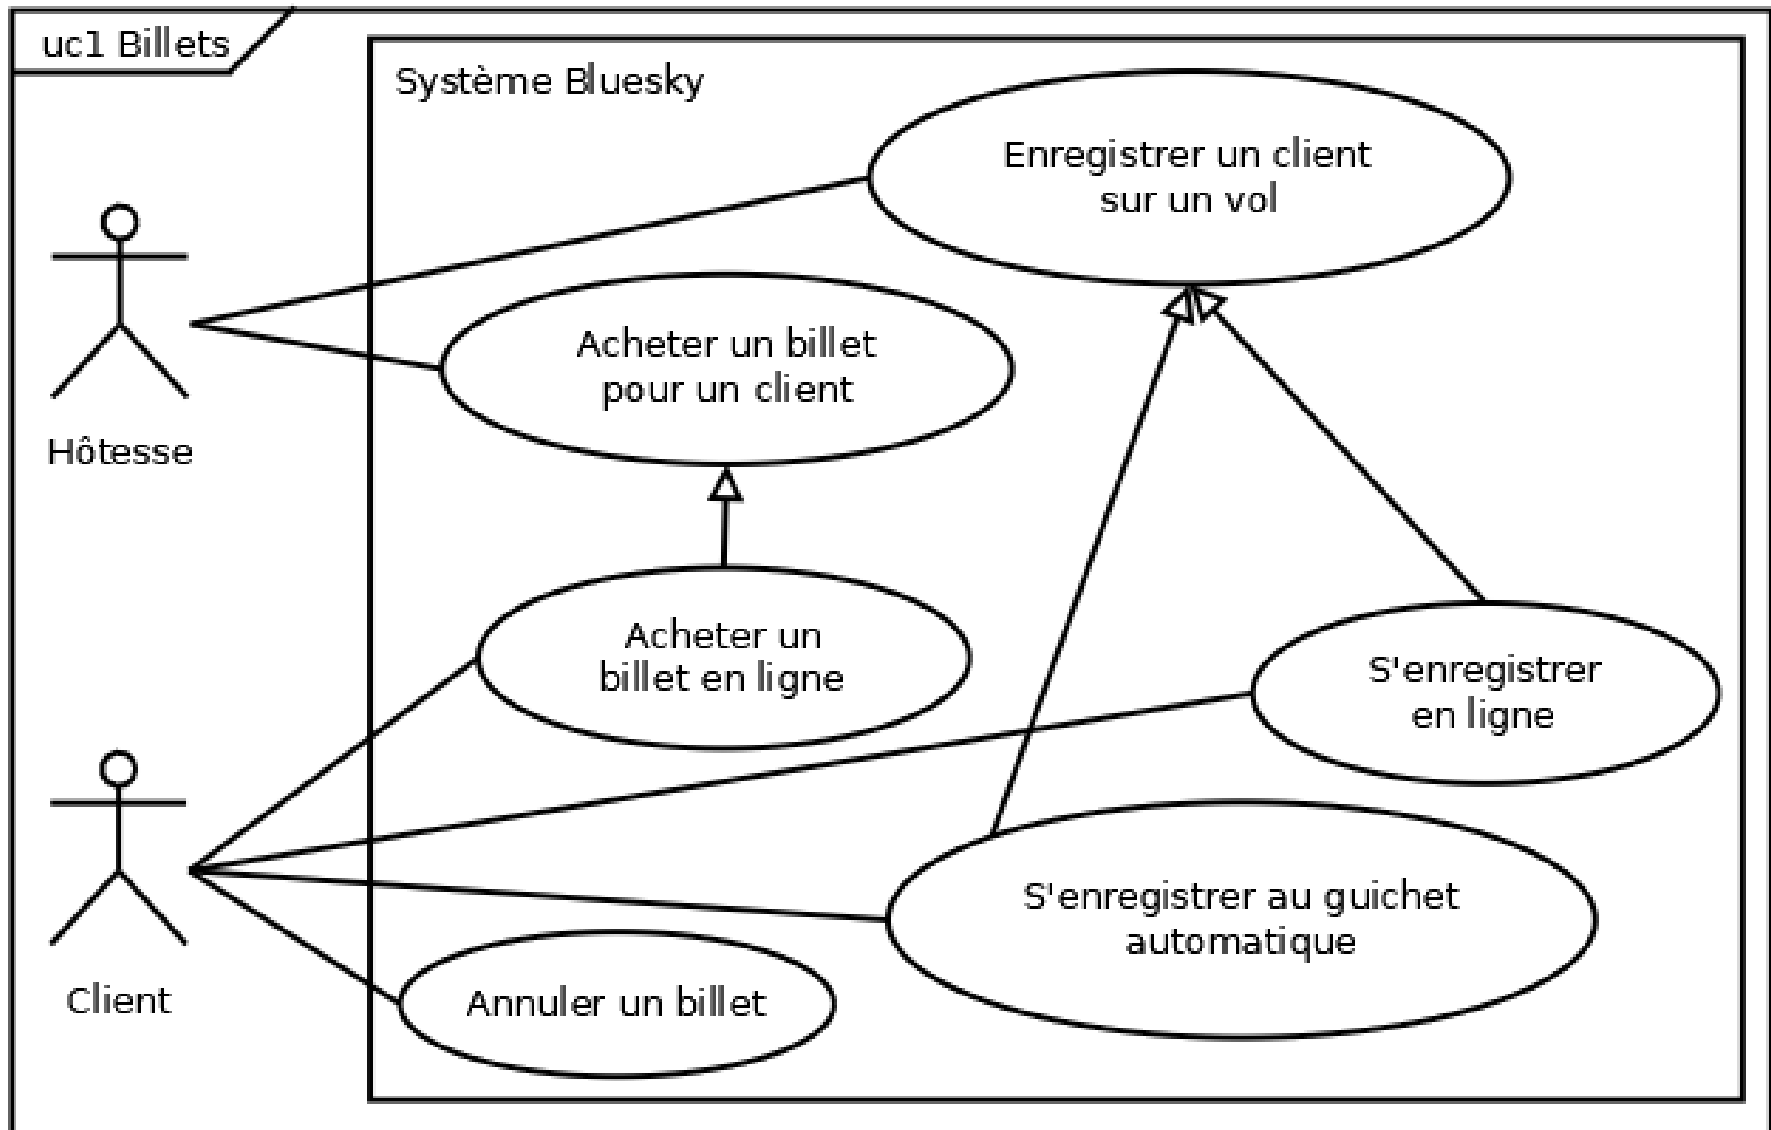 uc1 Billets
Système Bluesky
Enregistrer un client
sur un vol
Acheter un billet
pour un client
Hôtesse
Acheter un
billet en ligne
S'enregistrer
en ligne
S'enregistrer au guichet
automatique
Client
Annuler un billet